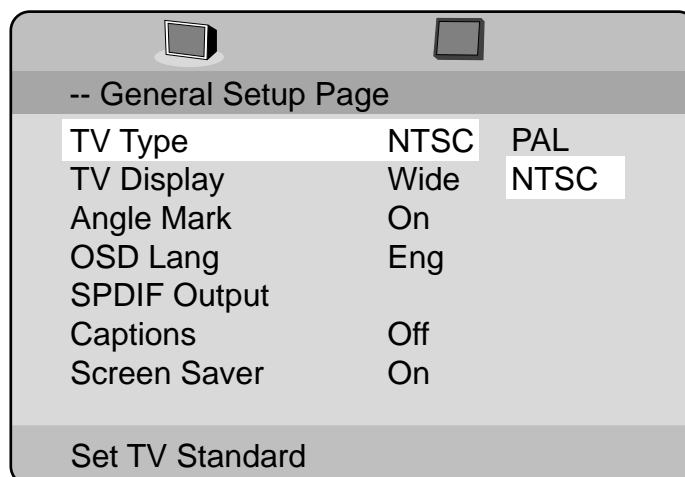 -- General Setup Page
TV Type NTSC PAL
TV Display Wide NTSC
Angle Mark On
OSD Lang Eng
SPDIF Output
Captions Off
Screen Saver On
Set TV Standard